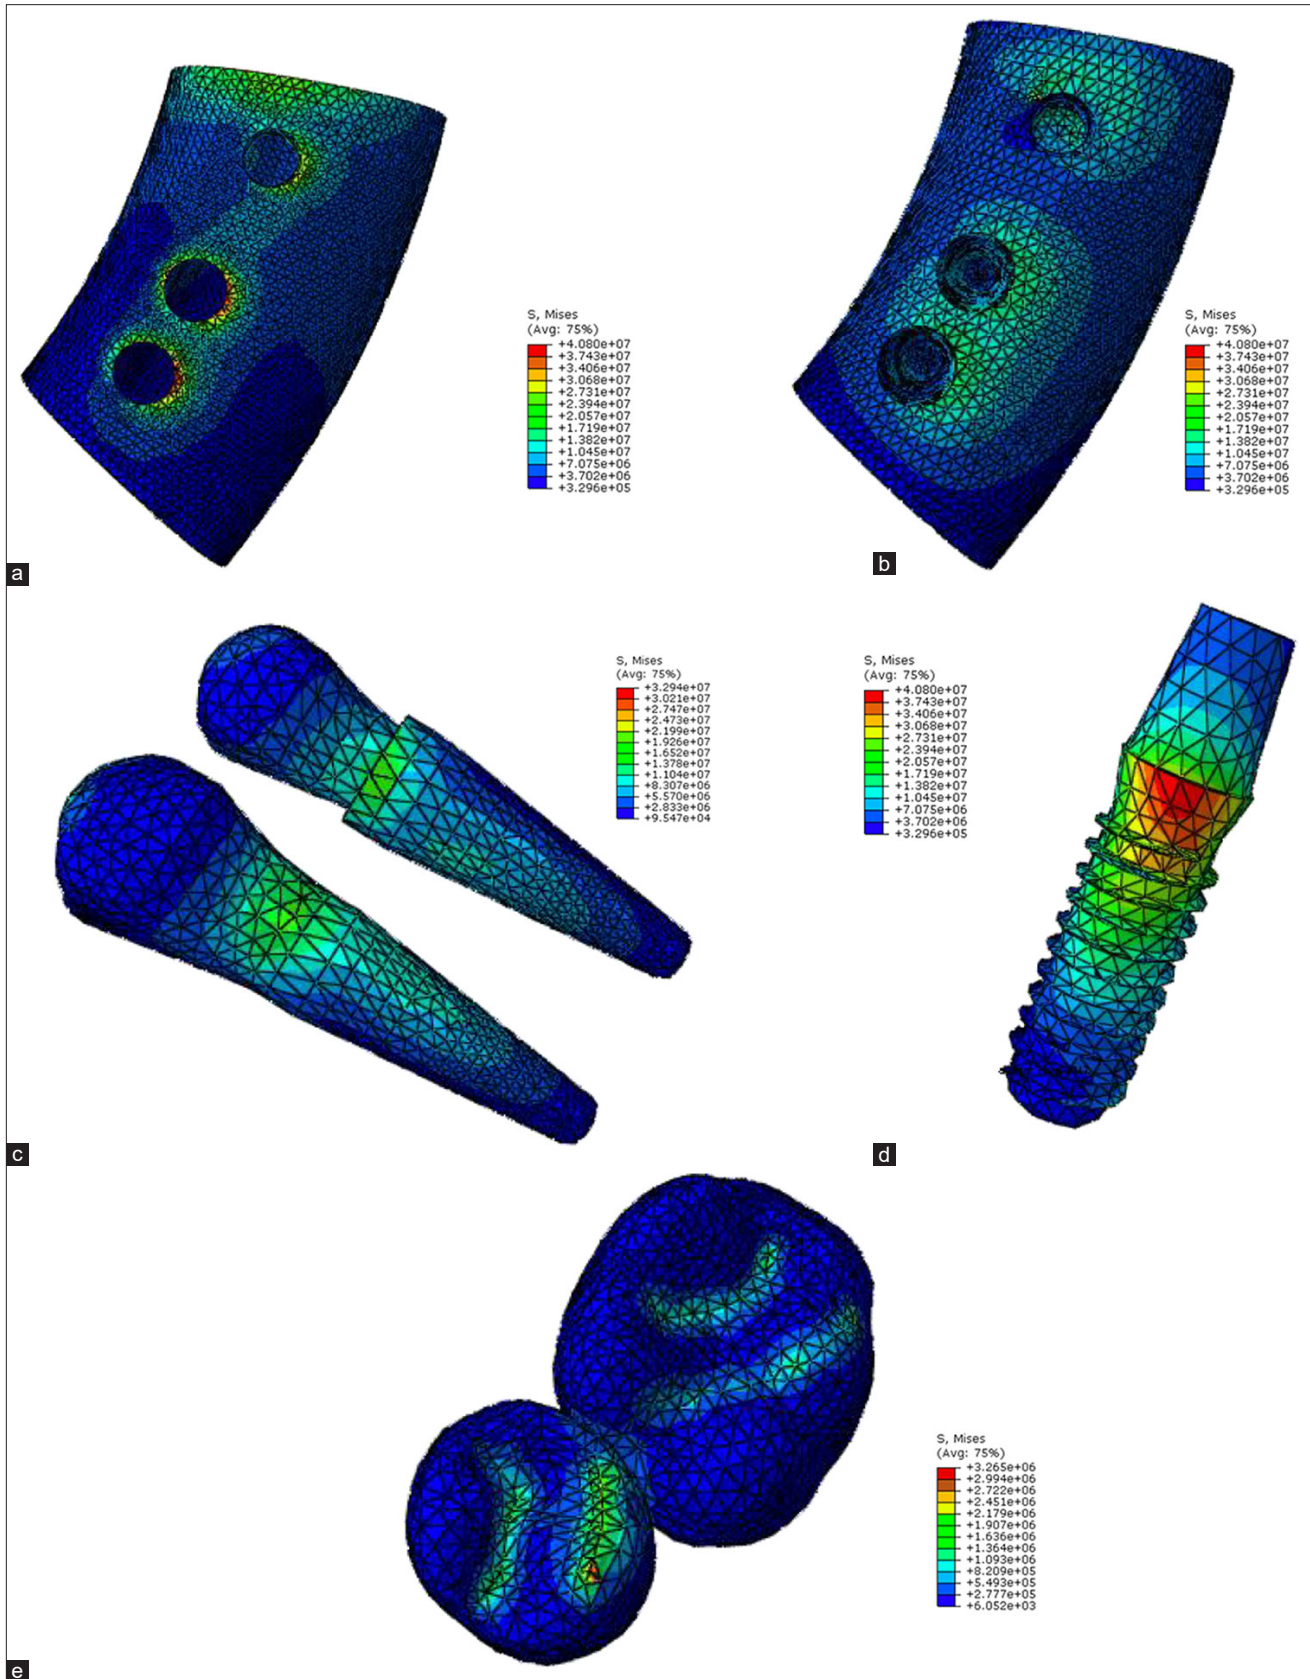 S, Mises
(Avg: 75%)
+4.080e+07
+3.743e+07
+3.406e+07
+3.068e+07
+2.731e+07
+2.394e+07
+2.057e+07
+1.719e+07
+1.382e+07
+1.045e+07
+7.075e+06
+3.702e+06
+3.296e+05
a
S, Mises
(Avg: 75%)
+4.080e+07
+3.743e+07
+3.406e+07
+3.068e+07
+2.731e+07
+2.394e+07
+2.057e+07
+1.719e+07
+1.382e+07
+1.045e+07
+7.075e+06
+3.702e+06
+3.296e+05
b
S, Mises
(Avg: 75%)
+3.294e+07
+3.021e+07
+2.747e+07
+2.473e+07
+2.199e+07
+1.926e+07
+1.652e+07
+1.378e+07
+1.104e+07
+8.307e+06
+5.570e+06
+2.833e+06
+9.547e+04
c
S, Mises
(Avg: 75%)
+4.080e+07
+3.743e+07
+3.406e+07
+3.068e+07
+2.731e+07
+2.394e+07
+2.057e+07
+1.719e+07
+1.382e+07
+1.045e+07
+7.075e+06
+3.702e+06
+3.296e+05
d
S, Mises
(Avg: 75%)
+3.265e+06
+2.994e+06
+2.722e+06
+2.451e+06
+2.179e+06
+1.907e+06
+1.636e+06
+1.364e+06
+1.093e+06
+8.209e+05
+5.493e+05
+2.777e+05
+6.052e+03
e